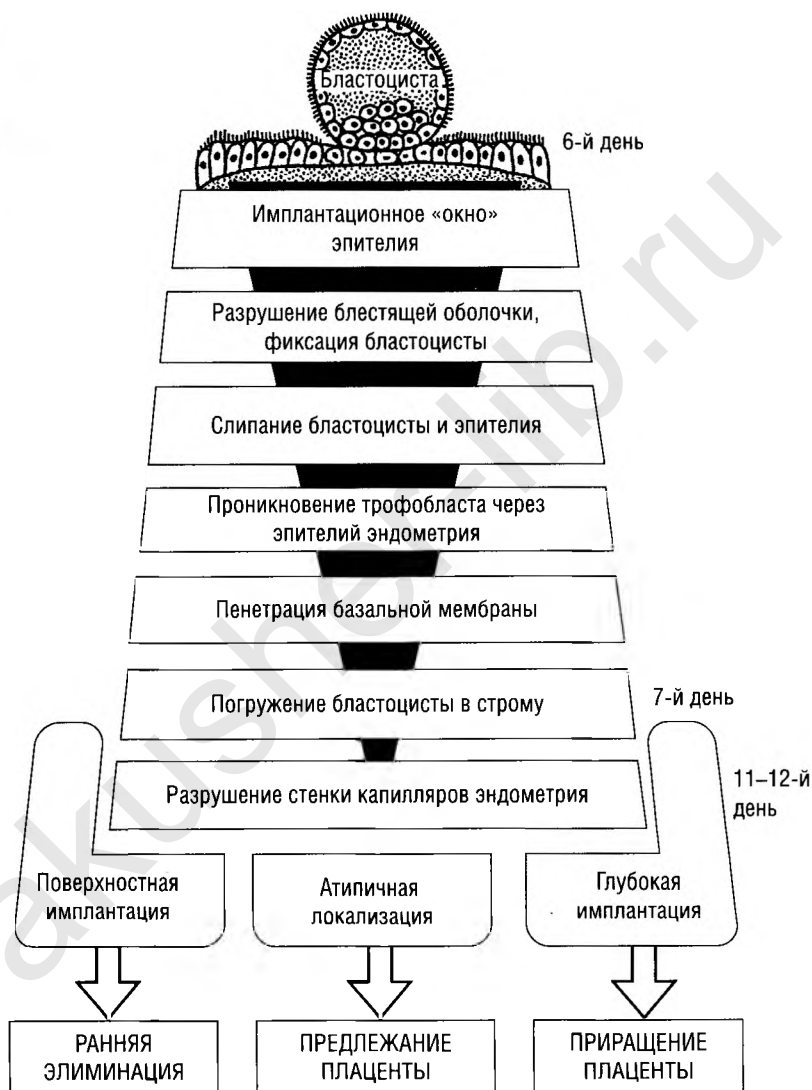 Бластоциста
6-й день
Имплантационное «окно»
эпителия
Разрушение блестящей оболочки,
фиксация бластоцисты
Слипание бластоцисты и эпителия
Проникновение трофобласта через
эпителий эндометрия
Пенетрация базальной мембраны
Погружение бластоцисты в строму
7-й день
Разрушение стенки капилляров эндометрия
11–12-й
день
Поверхностная
имплантация
Атипичная
локализация
Глубокая
имплантация
РАННЯЯ
ЭЛИМИНАЦИЯ
ПРЕДЛЕЖАНИЕ
ПЛАЦЕНТЫ
ПРИРАЩЕНИЕ
ПЛАЦЕНТЫ
akusher-lib.ru